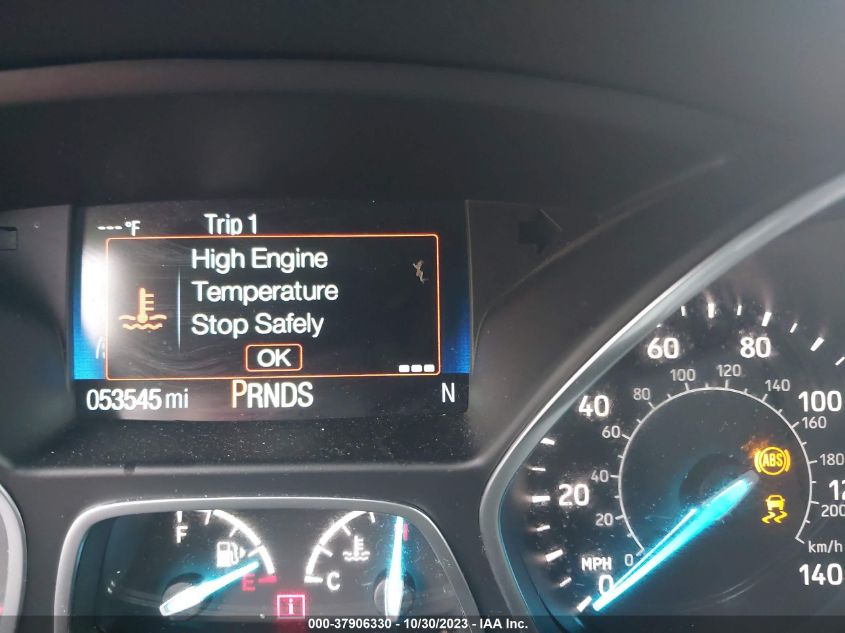 --- °F Trip 1
High Engine
Temperature
Stop Safely
OK
053545 mi PRNDS N
F
E
C
i
60 80
40 100
20
0 MPH
140
80 100 120 140
60 160
40 180
20 200
0 km/h
ABS
000-37906330 - 10/30/2023 - IAA Inc.